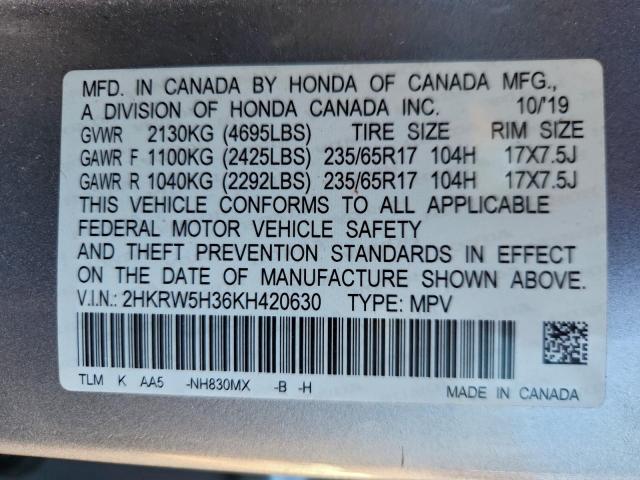 MFD. IN CANADA BY HONDA OF CANADA MFG.,
A DIVISION OF HONDA CANADA INC. 10/'19
GVWR 2130KG (4695LBS) TIRE SIZE RIM SIZE
GAWR F 1100KG (2425LBS) 235/65R17 104H 17X7.5J
GAWR R 1040KG (2292LBS) 235/65R17 104H 17X7.5J
THIS VEHICLE CONFORMS TO ALL APPLICABLE
FEDERAL MOTOR VEHICLE SAFETY
AND THEFT PREVENTION STANDARDS IN EFFECT
ON THE DATE OF MANUFACTURE SHOWN ABOVE.
V.I.N.: 2HKRW5H36KH420630 TYPE: MPV
TLM K AA5 -NH830MX -B -H MADE IN CANADA